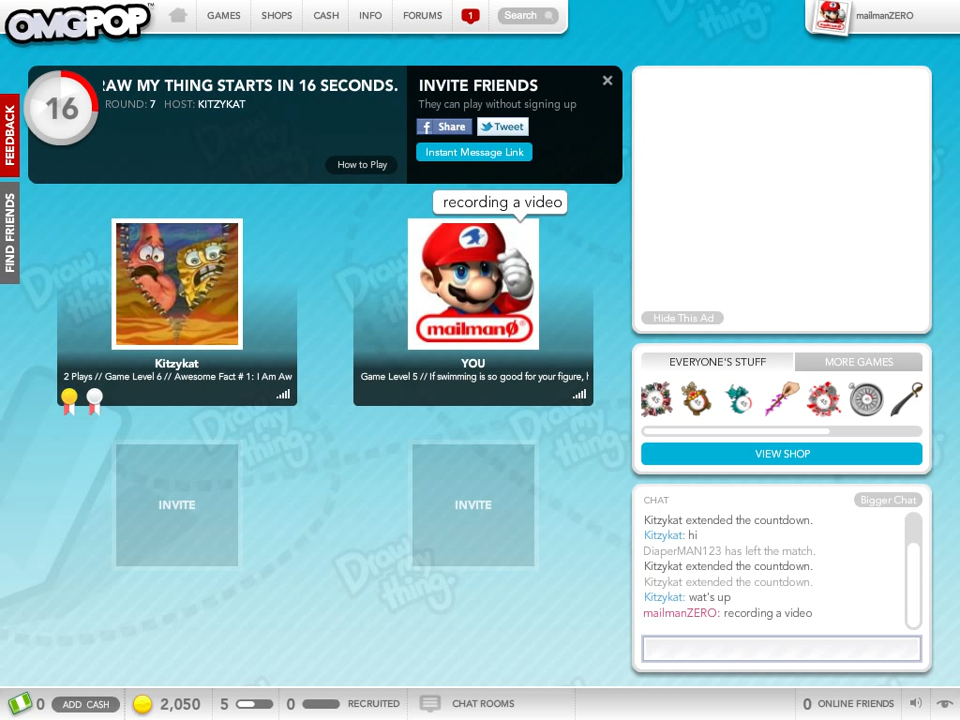 OMGPOP
GAMES
SHOPS
CASH
INFO
FORUMS
1
Search
mailmanZERO
FEEDBACK
FIND FRIENDS
16
RAW MY THING STARTS IN 16 SECONDS.
ROUND: 7 HOST: KITZYKAT
How to Play
INVITE FRIENDS
They can play without signing up
f Share
Tweet
Instant Message Link
recording a video
mailman0
Kitzykat
2 Plays // Game Level 6 // Awesome Fact # 1: I Am Aw
YOU
Game Level 5 // If swimming is so good for your figure, h
INVITE
INVITE
Draw my thing.
Hide This Ad
EVERYONE'S STUFF
MORE GAMES
VIEW SHOP
CHAT
Bigger Chat
Kitzykat extended the countdown.
Kitzykat: hi
DiaperMAN123 has left the match.
Kitzykat extended the countdown.
Kitzykat extended the countdown.
Kitzykat: wat's up
mailmanZERO: recording a video
0 ADD CASH
2,050
5
0 RECRUITED
CHAT ROOMS
0 ONLINE FRIENDS